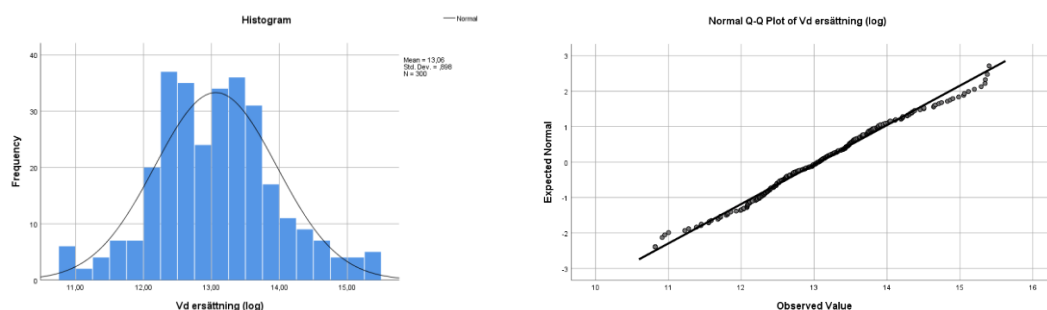 Histogram
Normal
Mean = 13,06
Std. Dev. = ,898
N = 300
40
30
20
10
0
Frequency
11,00 12,00 13,00 14,00 15,00
Vd ersättning (log)
Normal Q-Q Plot of Vd ersättning (log)
3
2
1
0
-1
-2
-3
Expected Normal
10 11 12 13 14 15 16
Observed Value